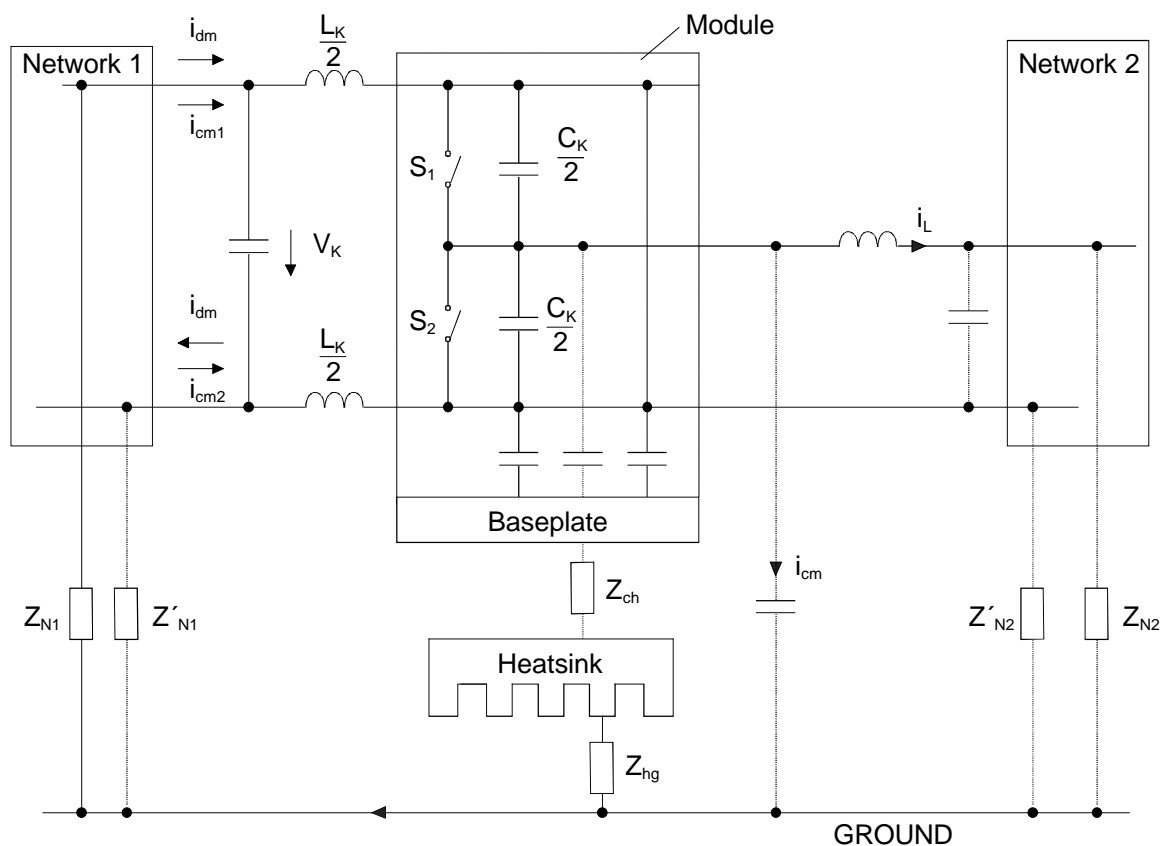 Module
Network 1
i_dm
i_cm1
L_K
2
Network 2
S_1
C_K
2
V_K
i_L
i_dm
i_cm2
L_K
2
S_2
C_K
2
Baseplate
Z_ch
i_cm
Z_N1
Z´_N1
Heatsink
Z´_N2
Z_N2
Z_hg
GROUND